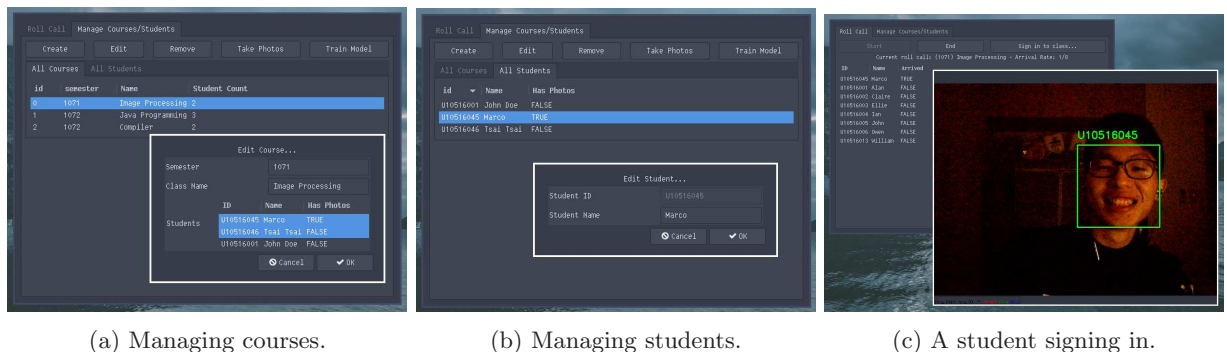 Roll Call Manage Courses/Students
Create Edit Remove Take Photos Train Model
All Courses All Students
id semester Name Student Count
0 1071 Image Processing 2
1 1072 Java Programming 3
2 1072 Compiler 2
Edit Course...
Semester 1071
Class Name Image Processing
ID Name Has Photos
Students
U10516045 Marco TRUE
U10516046 Tsai Tsai FALSE
U10516001 John Doe FALSE
Cancel OK
(a) Managing courses.
Roll Call Manage Courses/Students
Create Edit Remove Take Photos Train Model
All Courses All Students
id Name Has Photos
U10516001 John Doe FALSE
U10516045 Marco TRUE
U10516046 Tsai Tsai FALSE
Edit Student...
Student ID U10516045
Student Name Marco
Cancel OK
(b) Managing students.
Roll Call Manage Courses/Students
Start End Sign in to class...
Current roll call: (1071) Image Processing - Arrival Rate: 1/8
ID Name Arrived
U10516045 Marco TRUE
U10516001 Alan FALSE
U10516002 Claire FALSE
U10516003 Ellie FALSE
U10516004 Ian FALSE
U10516005 John FALSE
U10516006 Owen FALSE
U10516013 William FALSE
U10516045
(c) A student signing in.